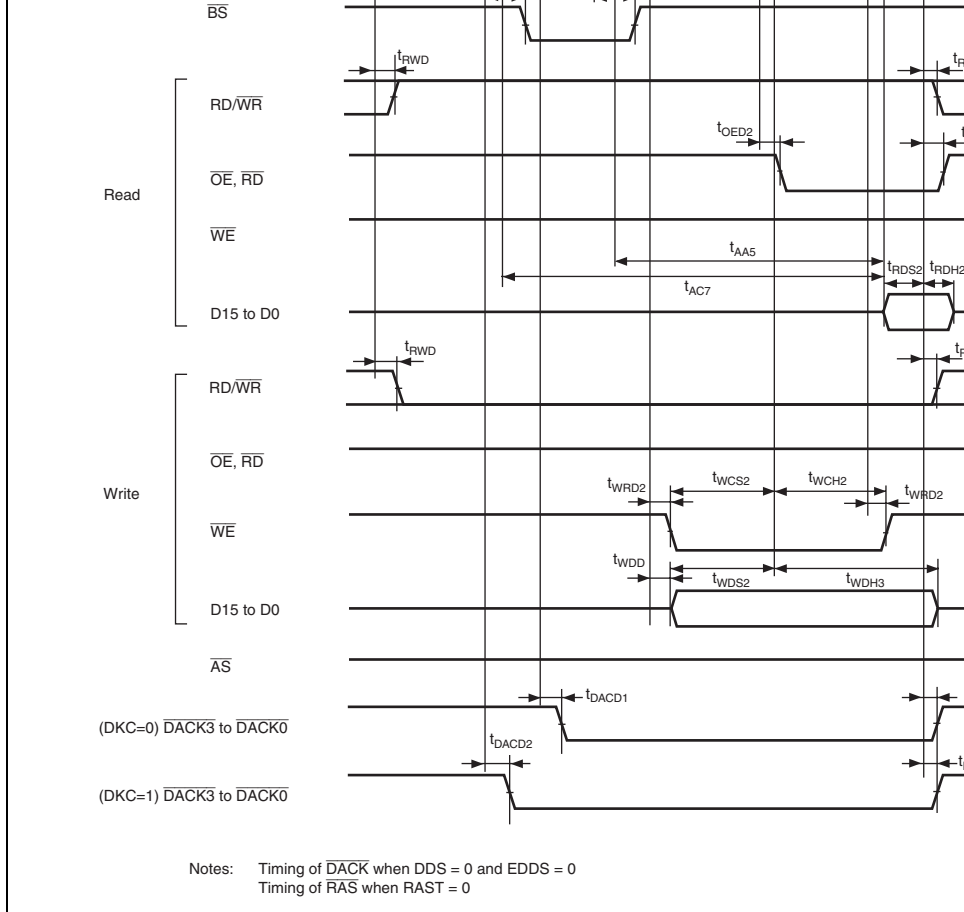 BS
tRWD
tR
RD/WR
tOED2
t
OE, RD
Read
WE
tAA5
tRDS2 tRDH2
tAC7
D15 to D0
tRWD
tR
RD/WR
OE, RD
tWCS2 tWCH2
tWRD2 tWRD2
Write
WE
tWDD
tWDS2 tWDH3
D15 to D0
AS
tDACD1
(DKC=0) DACK3 to DACK0
tDACD2
(DKC=1) DACK3 to DACK0
Notes: Timing of DACK when DDS = 0 and EDDS = 0
Timing of RAS when RAST = 0